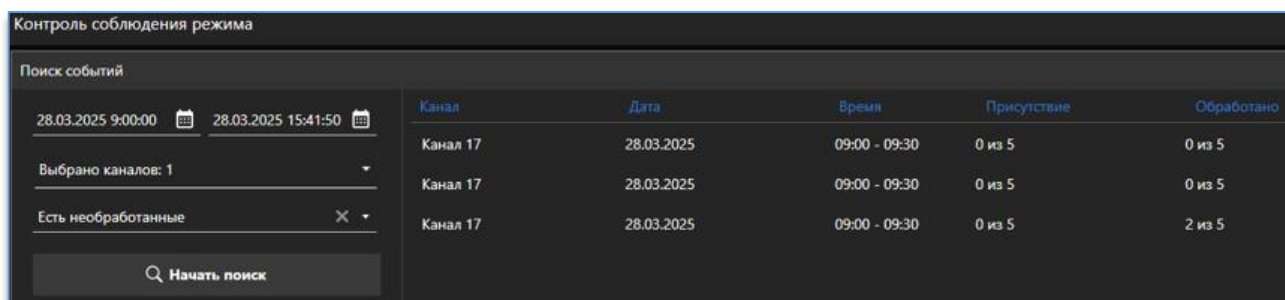 Контроль соблюдения режима
Поиск событий
28.03.2025 9:00:00 28.03.2025 15:41:50
Выбрано каналов: 1
Есть необработанные
Начать поиск
Канал Дата Время Присутствие Обработано
Канал 17 28.03.2025 09:00 - 09:30 0 из 5 0 из 5
Канал 17 28.03.2025 09:00 - 09:30 0 из 5 0 из 5
Канал 17 28.03.2025 09:00 - 09:30 0 из 5 2 из 5